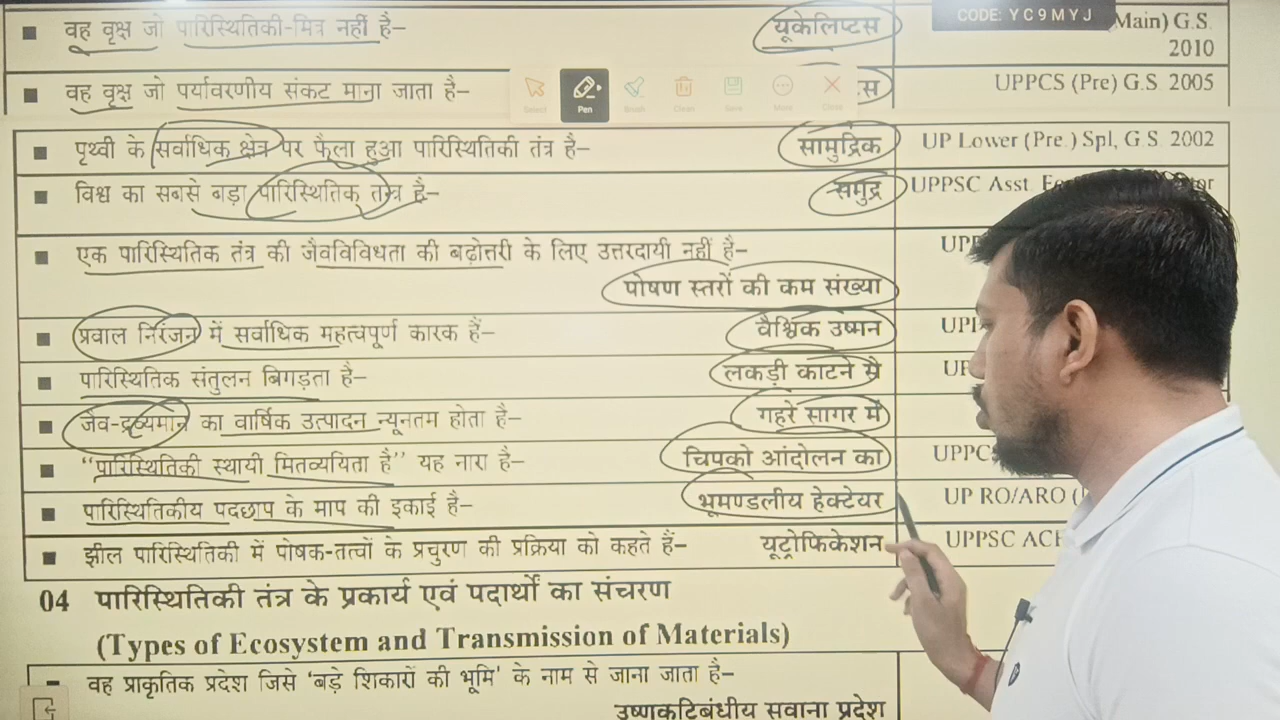 CODE: Y C 9 M Y J
■ वह वृक्ष जो पारिस्थितिकी-मित्र नहीं है– यूकेलिप्टस Main) G.S. 2010
■ वह वृक्ष जो पर्यावरणीय संकट माना जाता है– स UPPCS (Pre) G.S. 2005
Select Pen Brush Clean Save More Close
■ पृथ्वी के सर्वाधिक क्षेत्र पर फैला हुआ पारिस्थितिकी तंत्र है– सामुद्रिक UP Lower (Pre.) Spl, G.S. 2002
■ विश्व का सबसे बड़ा पारिस्थितिक तन्त्र है– समुद्र UPPSC Asst.
■ एक पारिस्थितिक तंत्र की जैवविविधता की बढ़ोत्तरी के लिए उत्तरदायी नहीं है–
पोषण स्तरों की कम संख्या
■ प्रवाल निरंजन में सर्वाधिक महत्वपूर्ण कारक हैं– वैश्विक उष्मन
■ पारिस्थितिक संतुलन बिगड़ता है– लकड़ी काटने से
■ जैव-द्रव्यमान का वार्षिक उत्पादन न्यूनतम होता है– गहरे सागर में
■ “पारिस्थितिकी स्थायी मितव्ययिता है” यह नारा है– चिपको आंदोलन का
■ पारिस्थितिकीय पदछाप के माप की इकाई है– भूमण्डलीय हेक्टेयर UP RO/ARO
■ झील पारिस्थितिकी में पोषक-तत्वों के प्रचुरण की प्रक्रिया को कहते हैं– यूट्रोफिकेशन UPPSC
04 पारिस्थितिकी तंत्र के प्रकार्य एवं पदार्थों का संचरण
(Types of Ecosystem and Transmission of Materials)
■ वह प्राकृतिक प्रदेश जिसे 'बड़े शिकारों की भूमि' के नाम से जाना जाता है–
उष्णकटिबंधीय सवाना प्रदेश